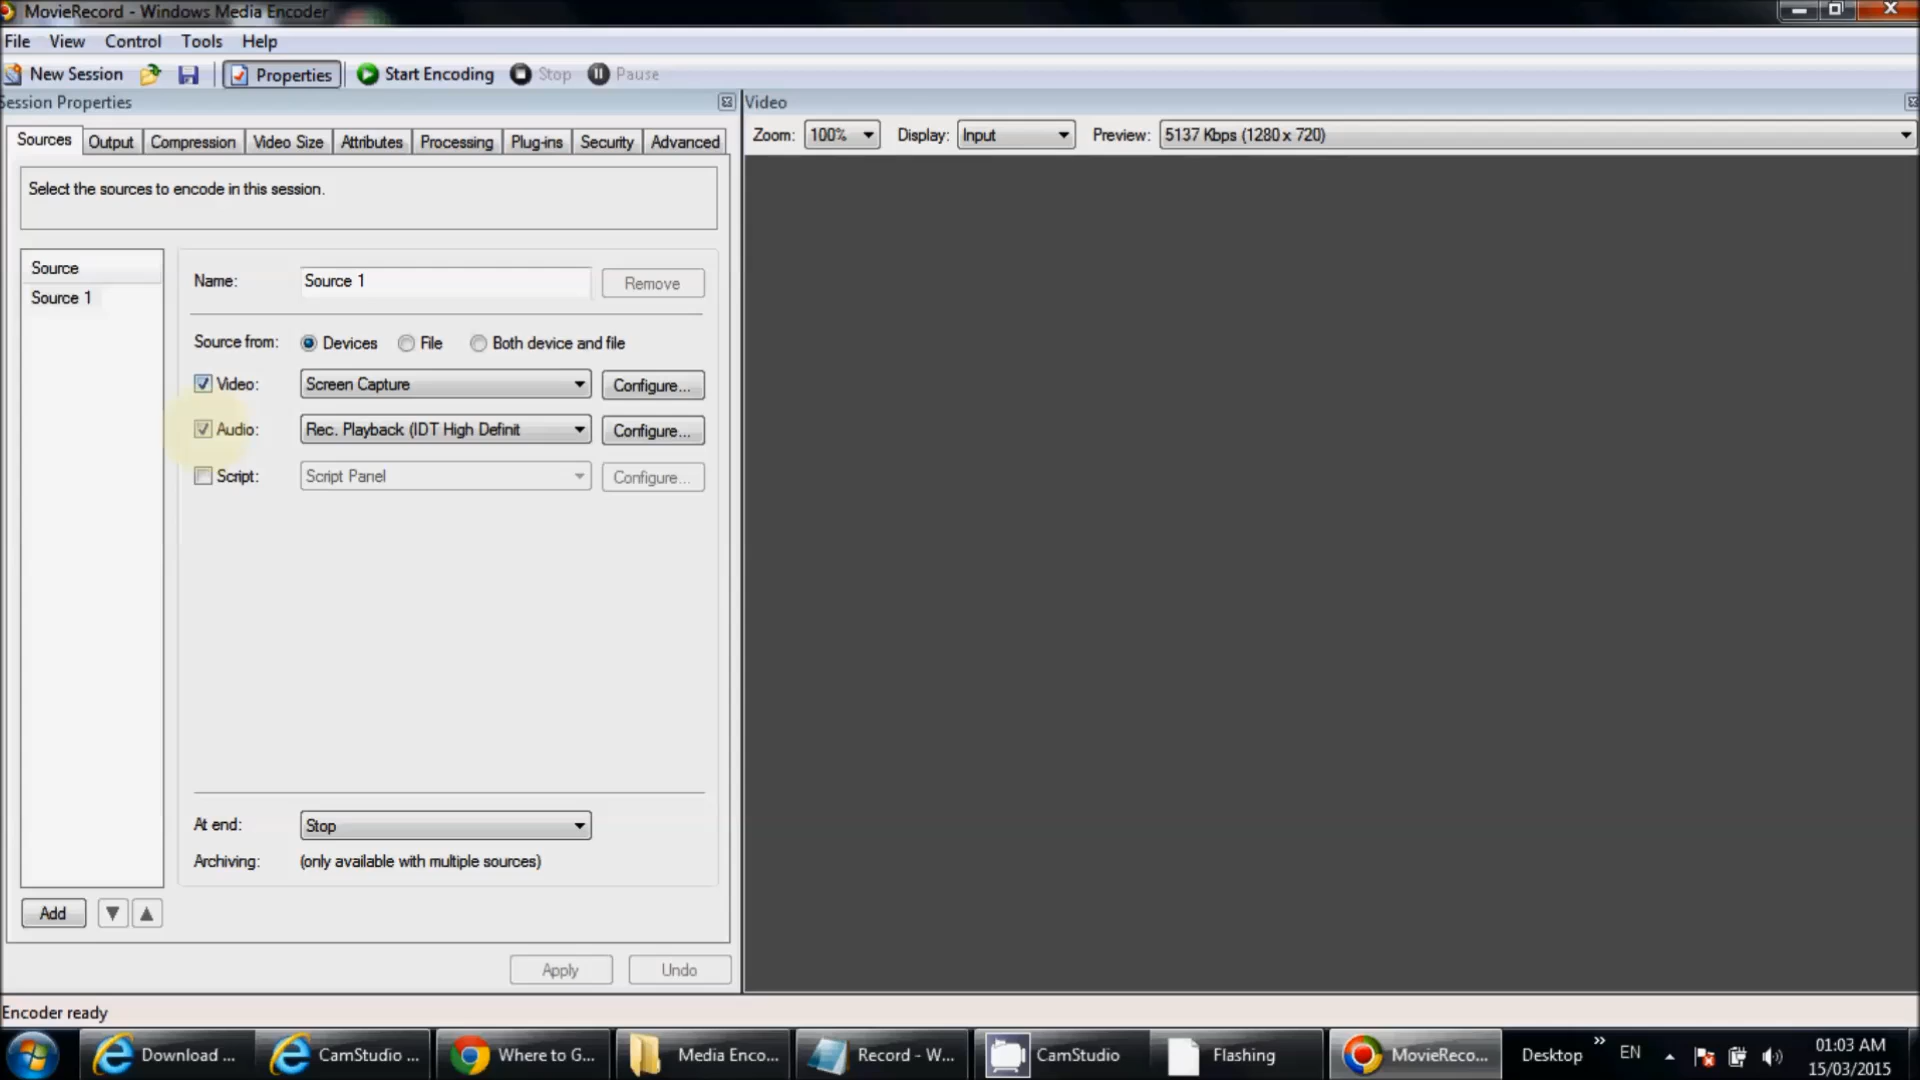 MovieRecord - Windows Media Encoder
File View Control Tools Help
New Session Properties Start Encoding Stop Pause
Session Properties
Video
Sources Output Compression Video Size Attributes Processing Plug-ins Security Advanced
Zoom: 100% Display: Input Preview: 5137 Kbps (1280 x 720)
Select the sources to encode in this session.
Source
Source 1
Name: Source 1 Remove
Source from: Devices File Both device and file
Video: Screen Capture Configure...
Audio: Rec. Playback (IDT High Definit Configure...
Script: Script Panel Configure...
At end: Stop
Archiving: (only available with multiple sources)
Add
Apply Undo
Encoder ready
Download ... CamStudio ... Where to G... Media Enco... Record - W... CamStudio Flashing MovieReco... Desktop » EN 01:03 AM
15/03/2015